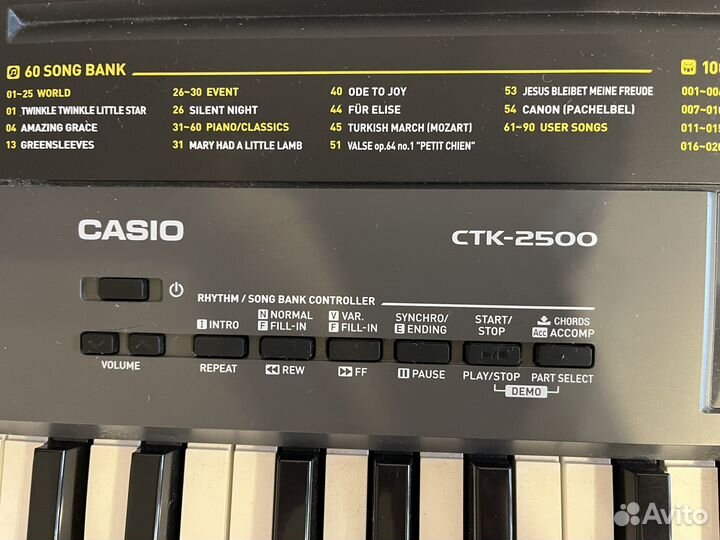 60 SONG BANK
01~25 WORLD
01 TWINKLE TWINKLE LITTLE STAR
04 AMAZING GRACE
13 GREENSLEEVES
26~30 EVENT
26 SILENT NIGHT
31~60 PIANO/CLASSICS
31 MARY HAD A LITTLE LAMB
40 ODE TO JOY
44 FÜR ELISE
45 TURKISH MARCH (MOZART)
51 VALSE op.64 no.1 "PETIT CHIEN"
53 JESUS BLEIBET MEINE FREUDE
54 CANON (PACHELBEL)
61~90 USER SONGS
CASIO
CTK-2500
RHYTHM / SONG BANK CONTROLLER
I INTRO
N NORMAL
F FILL-IN
V VAR.
F FILL-IN
SYNCHRO/
E ENDING
START/
STOP
CHORDS
Acc ACCOMP
VOLUME
REPEAT
REW
FF
PAUSE
PLAY/STOP
PART SELECT
DEMO
Avito